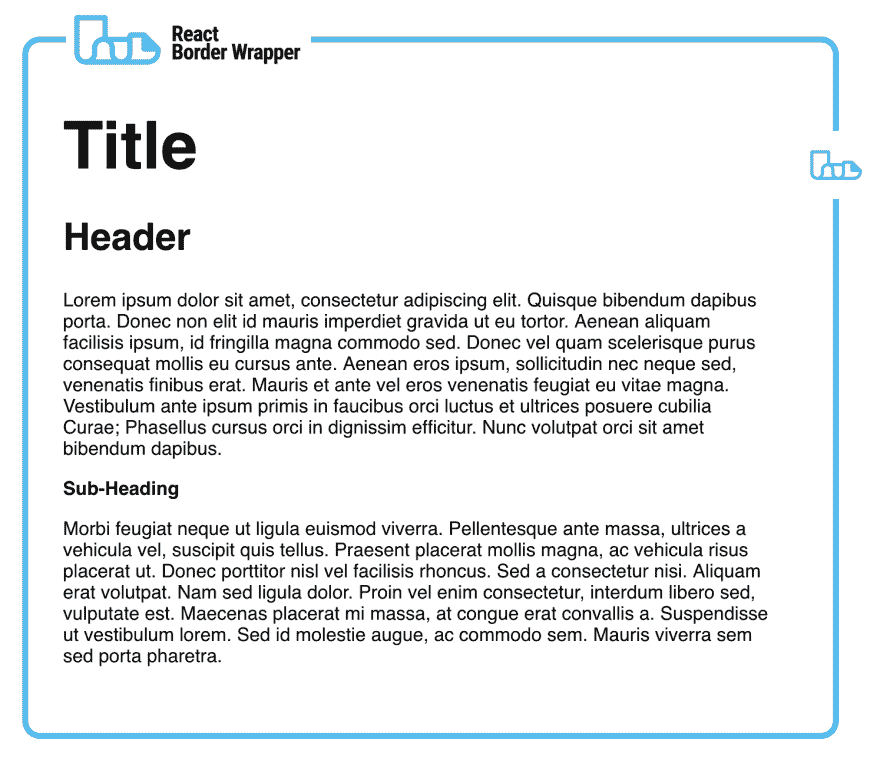 React
Border Wrapper
Title
Header
Lorem ipsum dolor sit amet, consectetur adipiscing elit. Quisque bibendum dapibus
porta. Donec non elit id mauris imperdiet gravida ut eu tortor. Aenean aliquam
facilisis ipsum, id fringilla magna commodo sed. Donec vel quam scelerisque purus
consequat mollis eu cursus ante. Aenean eros ipsum, sollicitudin nec neque sed,
venenatis finibus erat. Mauris et ante vel eros venenatis feugiat eu vitae magna.
Vestibulum ante ipsum primis in faucibus orci luctus et ultrices posuere cubilia
Curae; Phasellus cursus orci in dignissim efficitur. Nunc volutpat orci sit amet
bibendum dapibus.
Sub-Heading
Morbi feugiat neque ut ligula euismod viverra. Pellentesque ante massa, ultrices a
vehicula vel, suscipit quis tellus. Praesent placerat mollis magna, ac vehicula risus
placerat ut. Donec porttitor nisl vel facilisis rhoncus. Sed a consectetur nisi. Aliquam
erat volutpat. Nam sed ligula dolor. Proin vel enim consectetur, interdum libero sed,
vulputate est. Maecenas placerat mi massa, at congue erat convallis a. Suspendisse
ut vestibulum lorem. Sed id molestie augue, ac commodo sem. Mauris viverra sem
sed porta pharetra.